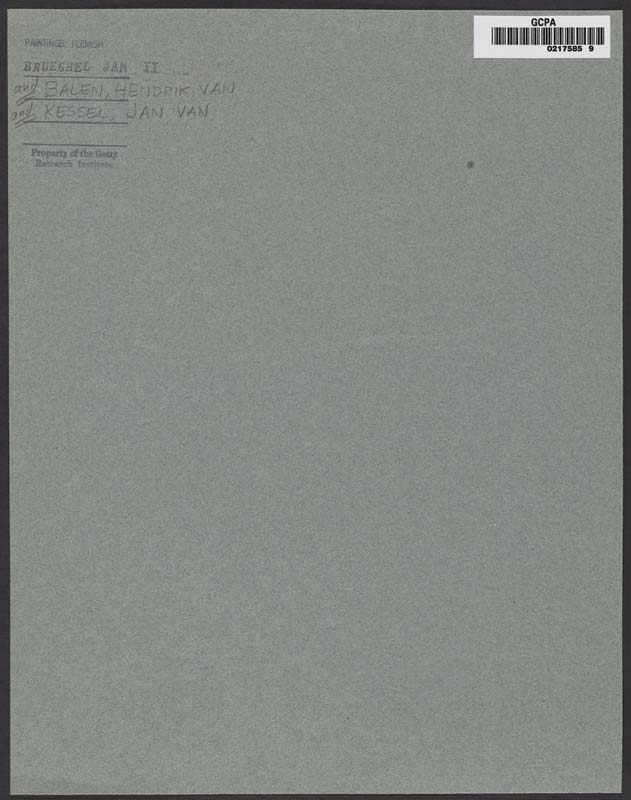 GCPA
0217585 9
PAINTINGS: FLEMISH
BRUEGHEL JAN II
and BALEN, HENDRIK, VAN
and KESSEL, JAN VAN
Property of the Getty
Research Institute